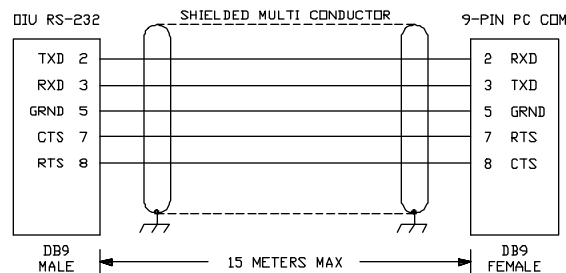 OIU RS-232
SHIELDED MULTI CONDUCTOR
9-PIN PC COM
TXD 2
2 RXD
RXD 3
3 TXD
GRND 5
5 GRND
CTS 7
7 RTS
RTS 8
8 CTS
DB9
MALE
15 METERS MAX
DB9
FEMALE